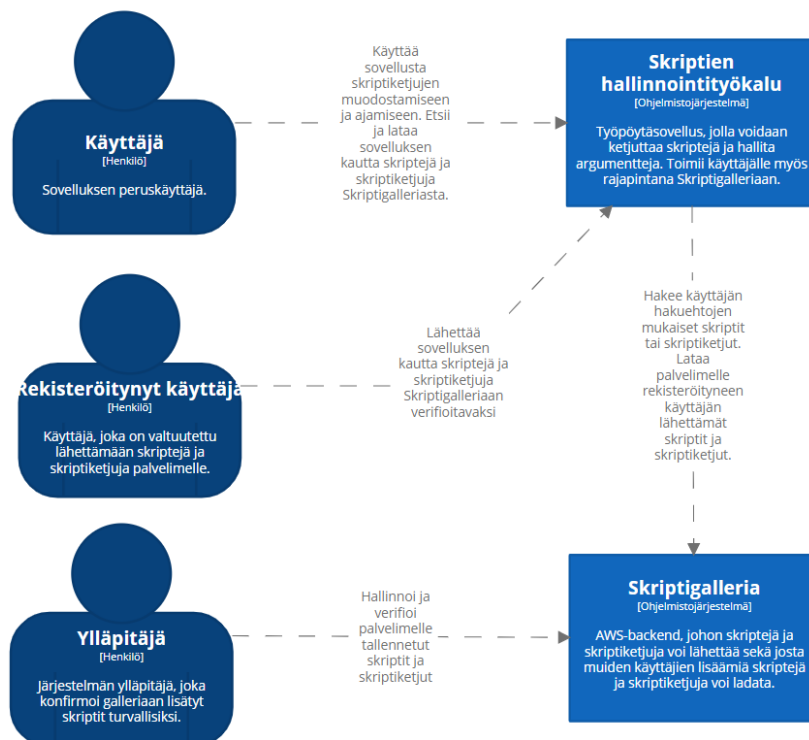 Käyttäjä
[Henkilö]
Sovelluksen peruskäyttäjä.
Käyttää
sovellusta
skriptiketjujen
muodostamiseen
ja ajamiseen. Etsii
ja lataa
sovelluksen
kautta skriptejä ja
skriptiketjuja
Skriptigalleriasta.
Skriptien
hallinnointityökalu
[Ohjelmistojärjestelmä]
Työpöytäsovellus, jolla voidaan
ketjuttaa skriptejä ja hallita
argumentteja. Toimii käyttäjälle myös
rajapintana Skriptigalleriaan.
Rekisteröitynyt käyttäjä
[Henkilö]
Käyttäjä, joka on valtuutettu
lähettämään skriptejä ja
skriptiketjuja palvelimelle.
Lähettää
sovelluksen
kautta skriptejä ja
skriptiketjuja
Skriptigalleriaan
verifioitavaksi
Hakee käyttäjän
hakuehtojen
mukaiset skriptit
tai skriptiketjut.
Lataa
palvelimelle
rekisteröityneen
käyttäjän
lähettämät
skriptit ja
skriptiketjut.
Ylläpitäjä
[Henkilö]
Järjestelmän ylläpitäjä, joka
konfirmoi galleriaan lisätyt
skriptit turvallisiksi.
Hallinnoi ja
verifioi
palvelimelle
tallennetut
skriptit ja
skriptiketjut
Skriptigalleria
[Ohjelmistojärjestelmä]
AWS-backend, johon skriptejä ja
skriptiketjuja voi lähettää sekä josta
muiden käyttäjien lisäämiä skriptejä
ja skriptiketjuja voi ladata.